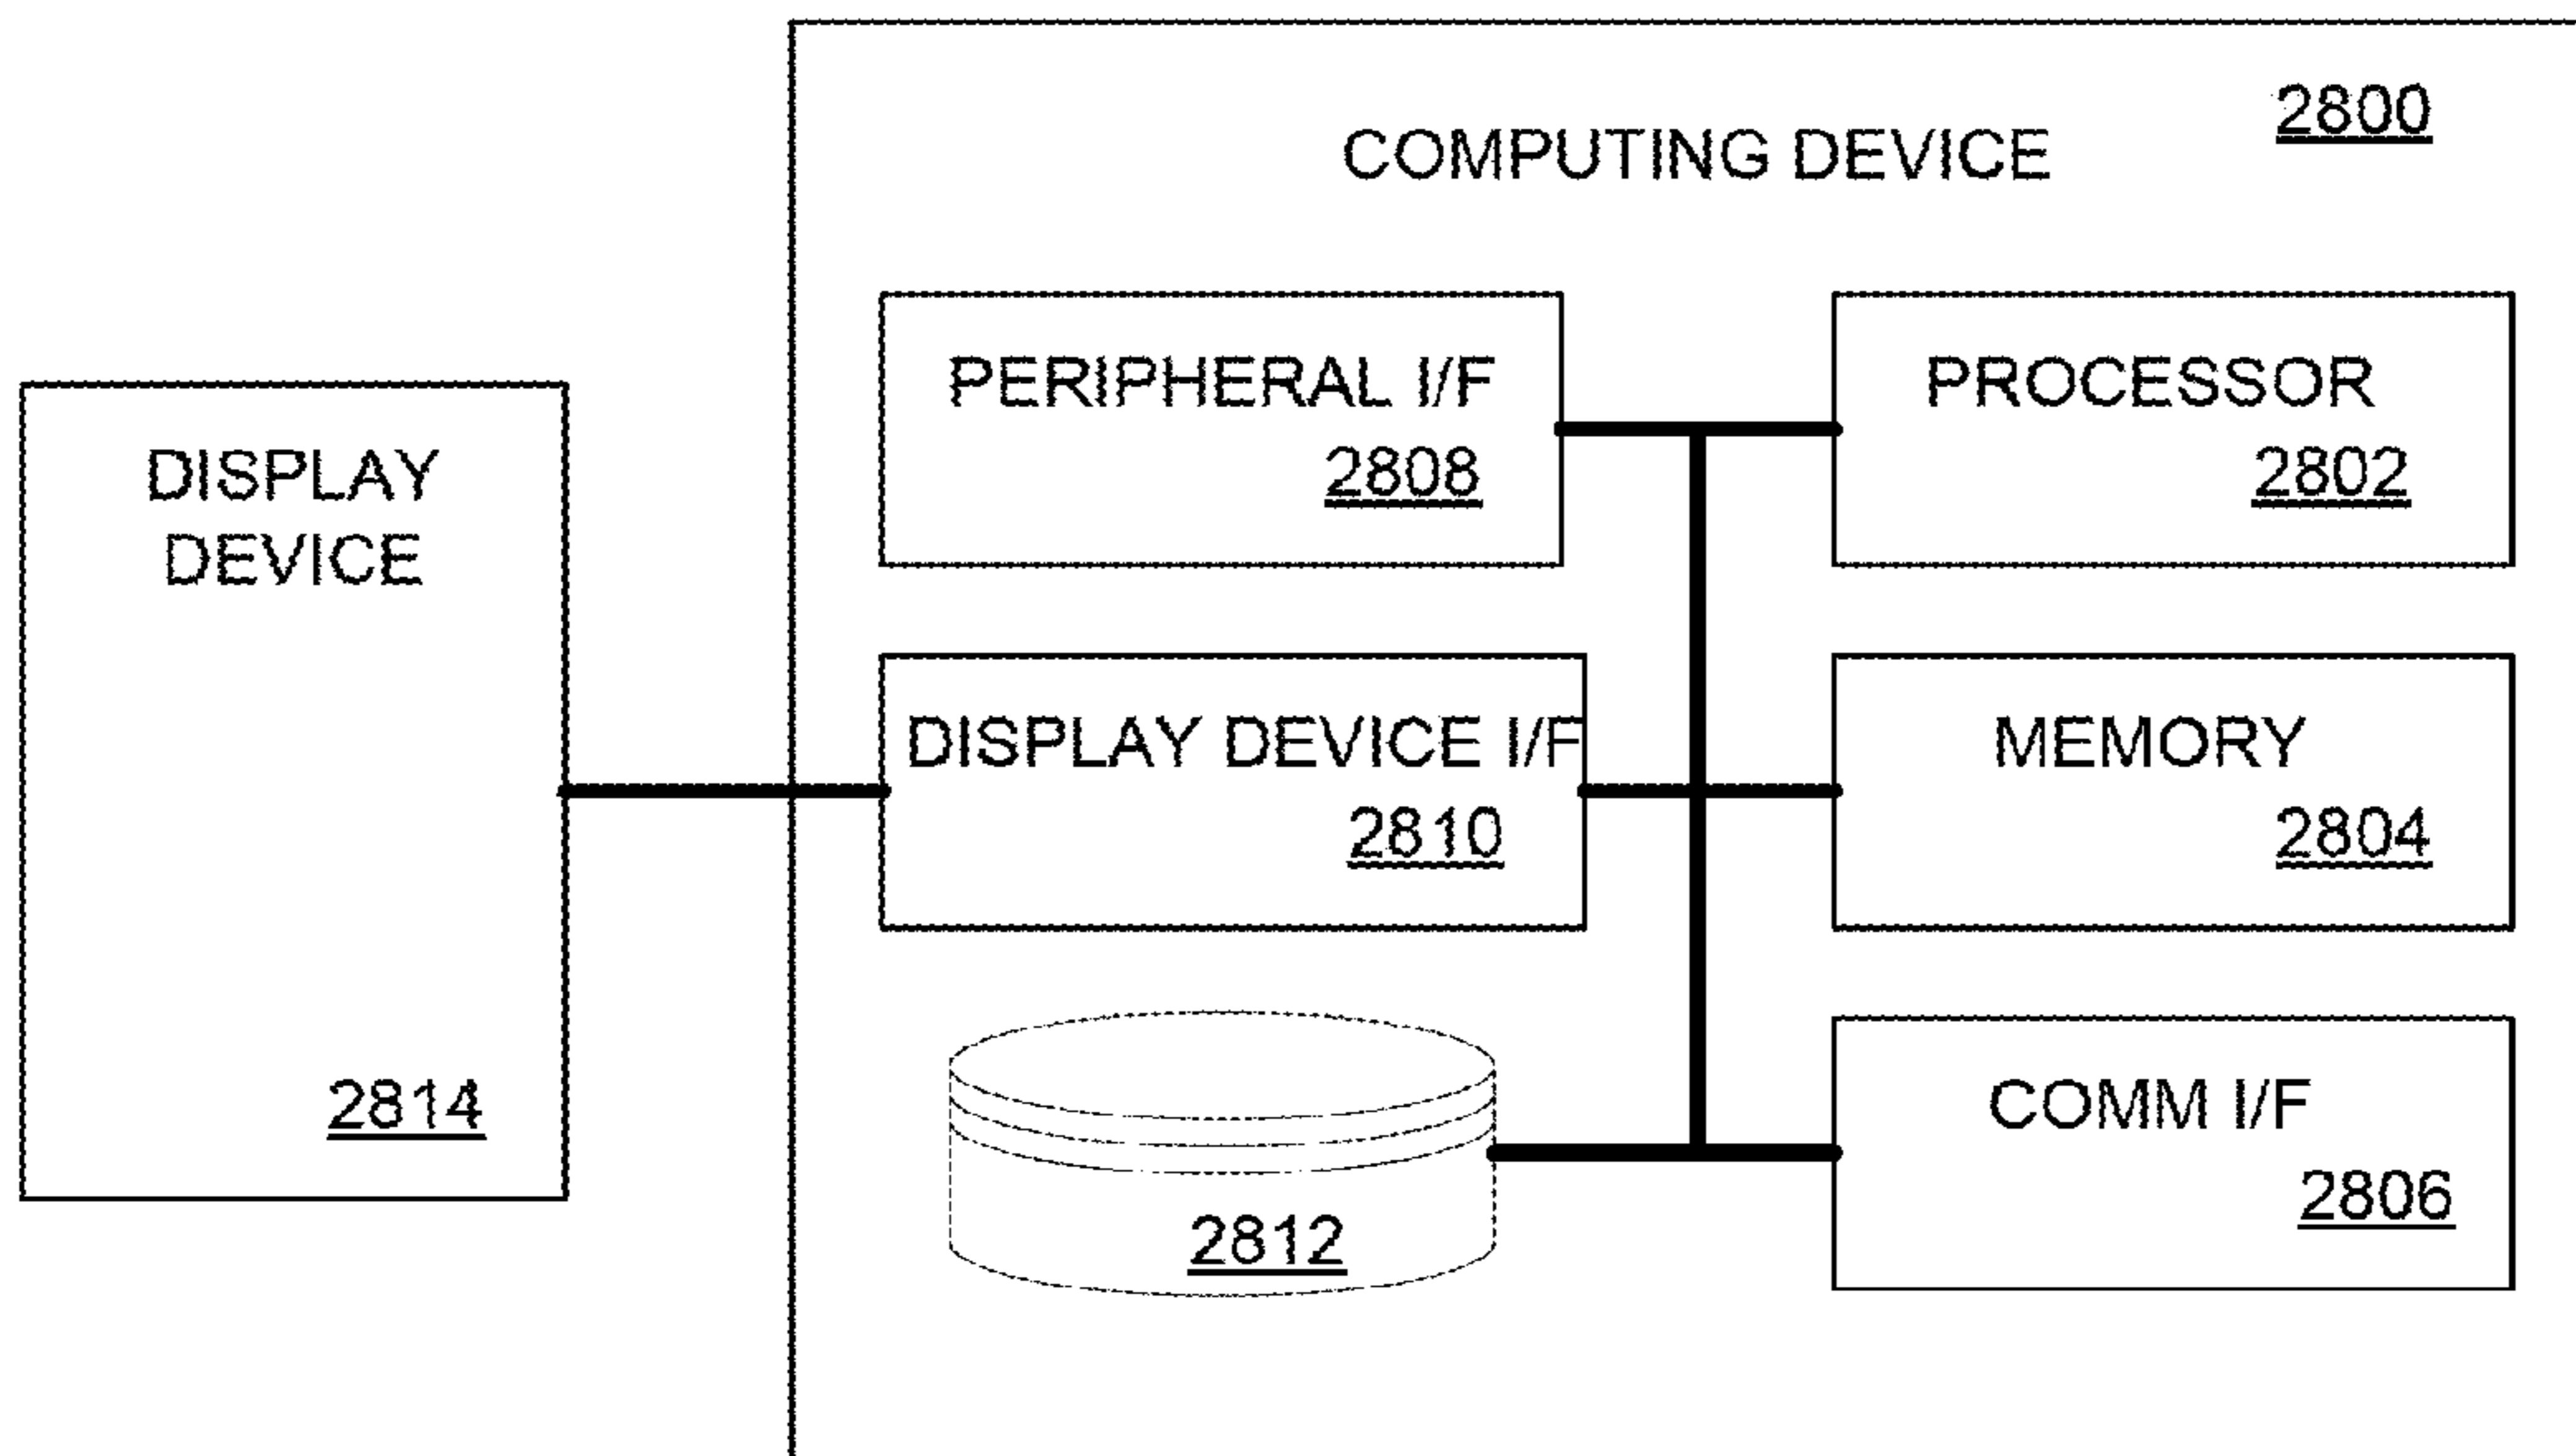 2800
COMPUTING DEVICE
PERIPHERAL I/F
2808
PROCESSOR
2802
DISPLAY
DEVICE
2814
DISPLAY DEVICE I/F
2810
MEMORY
2804
2812
COMM I/F
2806